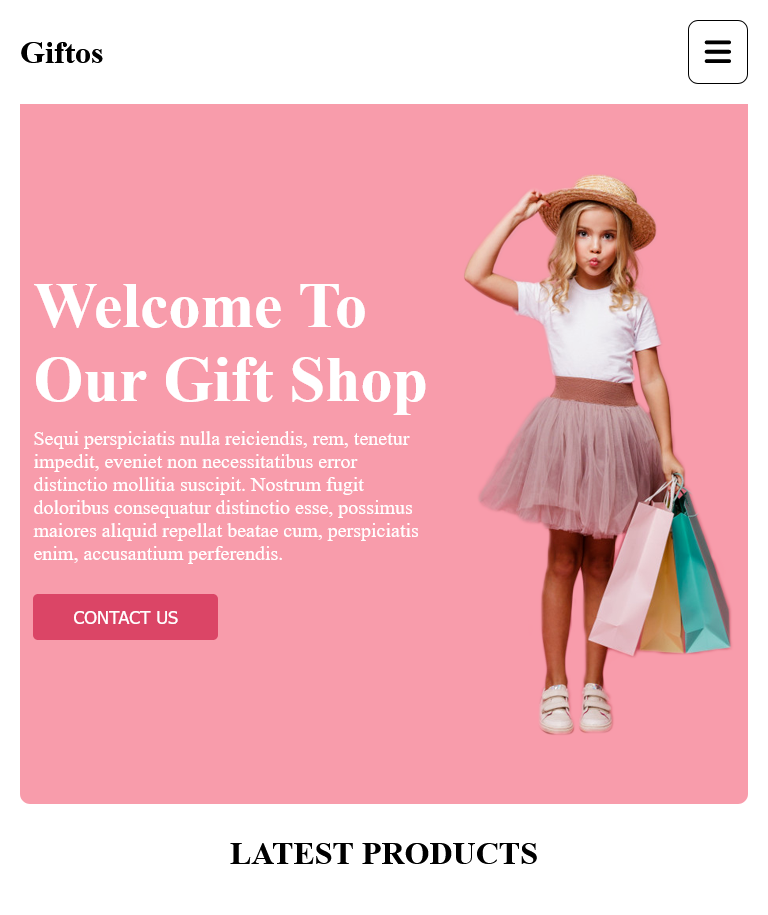 Giftos
Welcome To
Our Gift Shop
Sequi perspiciatis nulla reiciendis, rem, tenetur
impedit, eveniet non necessitatibus error
distinctio mollitia suscipit. Nostrum fugit
doloribus consequatur distinctio esse, possimus
maiores aliquid repellat beatae cum, perspiciatis
enim, accusantium perferendis.
CONTACT US
LATEST PRODUCTS